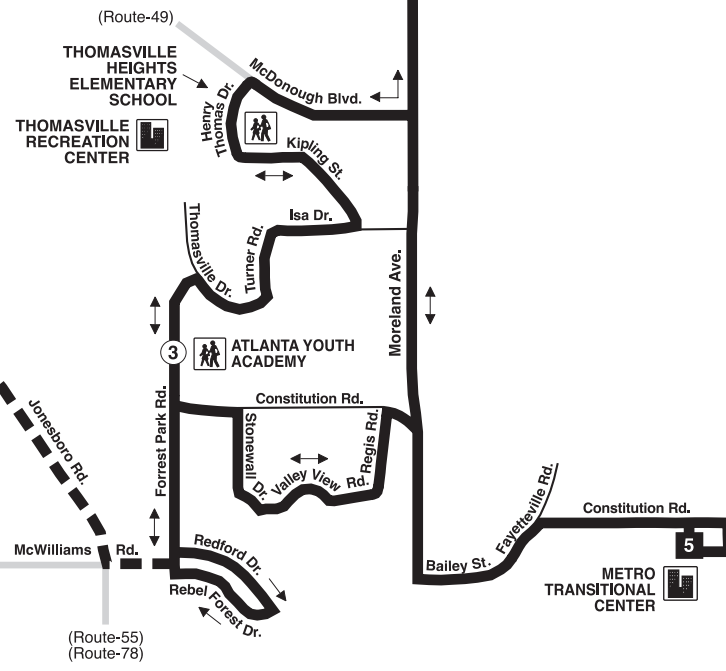 (Route-49)
THOMASVILLE
HEIGHTS
ELEMENTARY
SCHOOL
McDonough Blvd.
Henry
Thomas Dr.
THOMASVILLE
RECREATION
CENTER
Kipling St.
Isa Dr.
Thomasville Dr.
Turner Rd.
Moreland Ave.
3
ATLANTA YOUTH
ACADEMY
Constitution Rd.
Jonesboro Rd.
Forrest Park Rd.
Stonewall Dr.
Valley View Rd.
Regis Rd.
Fayetteville Rd.
Constitution Rd.
5
McWilliams Rd.
Redford Dr.
Bailey St.
METRO
TRANSITIONAL
CENTER
Rebel Forest Dr.
(Route-55)
(Route-78)